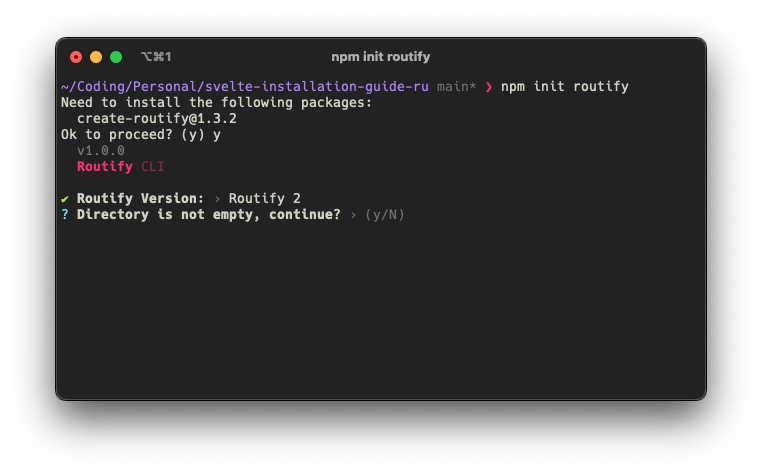 ⌥⌘1 npm init routify
~/Coding/Personal/svelte-installation-guide-ru main* ❯ npm init routify
Need to install the following packages:
  create-routify@1.3.2
Ok to proceed? (y) y
  v1.0.0
  Routify CLI
✔ Routify Version: › Routify 2
? Directory is not empty, continue? › (y/N)